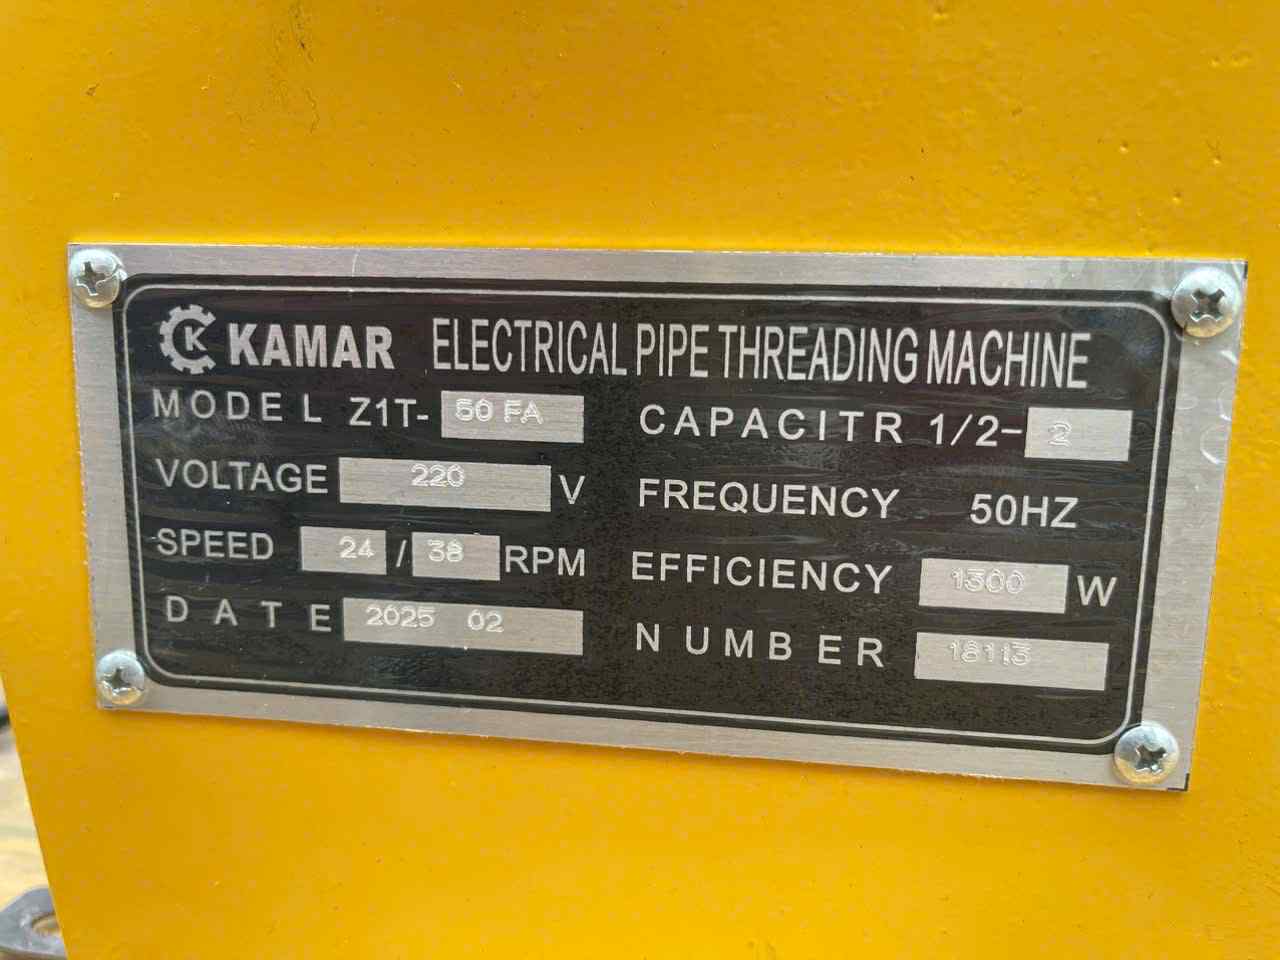 K KAMAR ELECTRICAL PIPE THREADING MACHINE
MODEL Z1T- 50 FA CAPACITR 1/2- 2
VOLTAGE 220 V FREQUENCY 50HZ
SPEED 24 / 38 RPM EFFICIENCY 1300 W
DATE 2025 02 NUMBER 18113